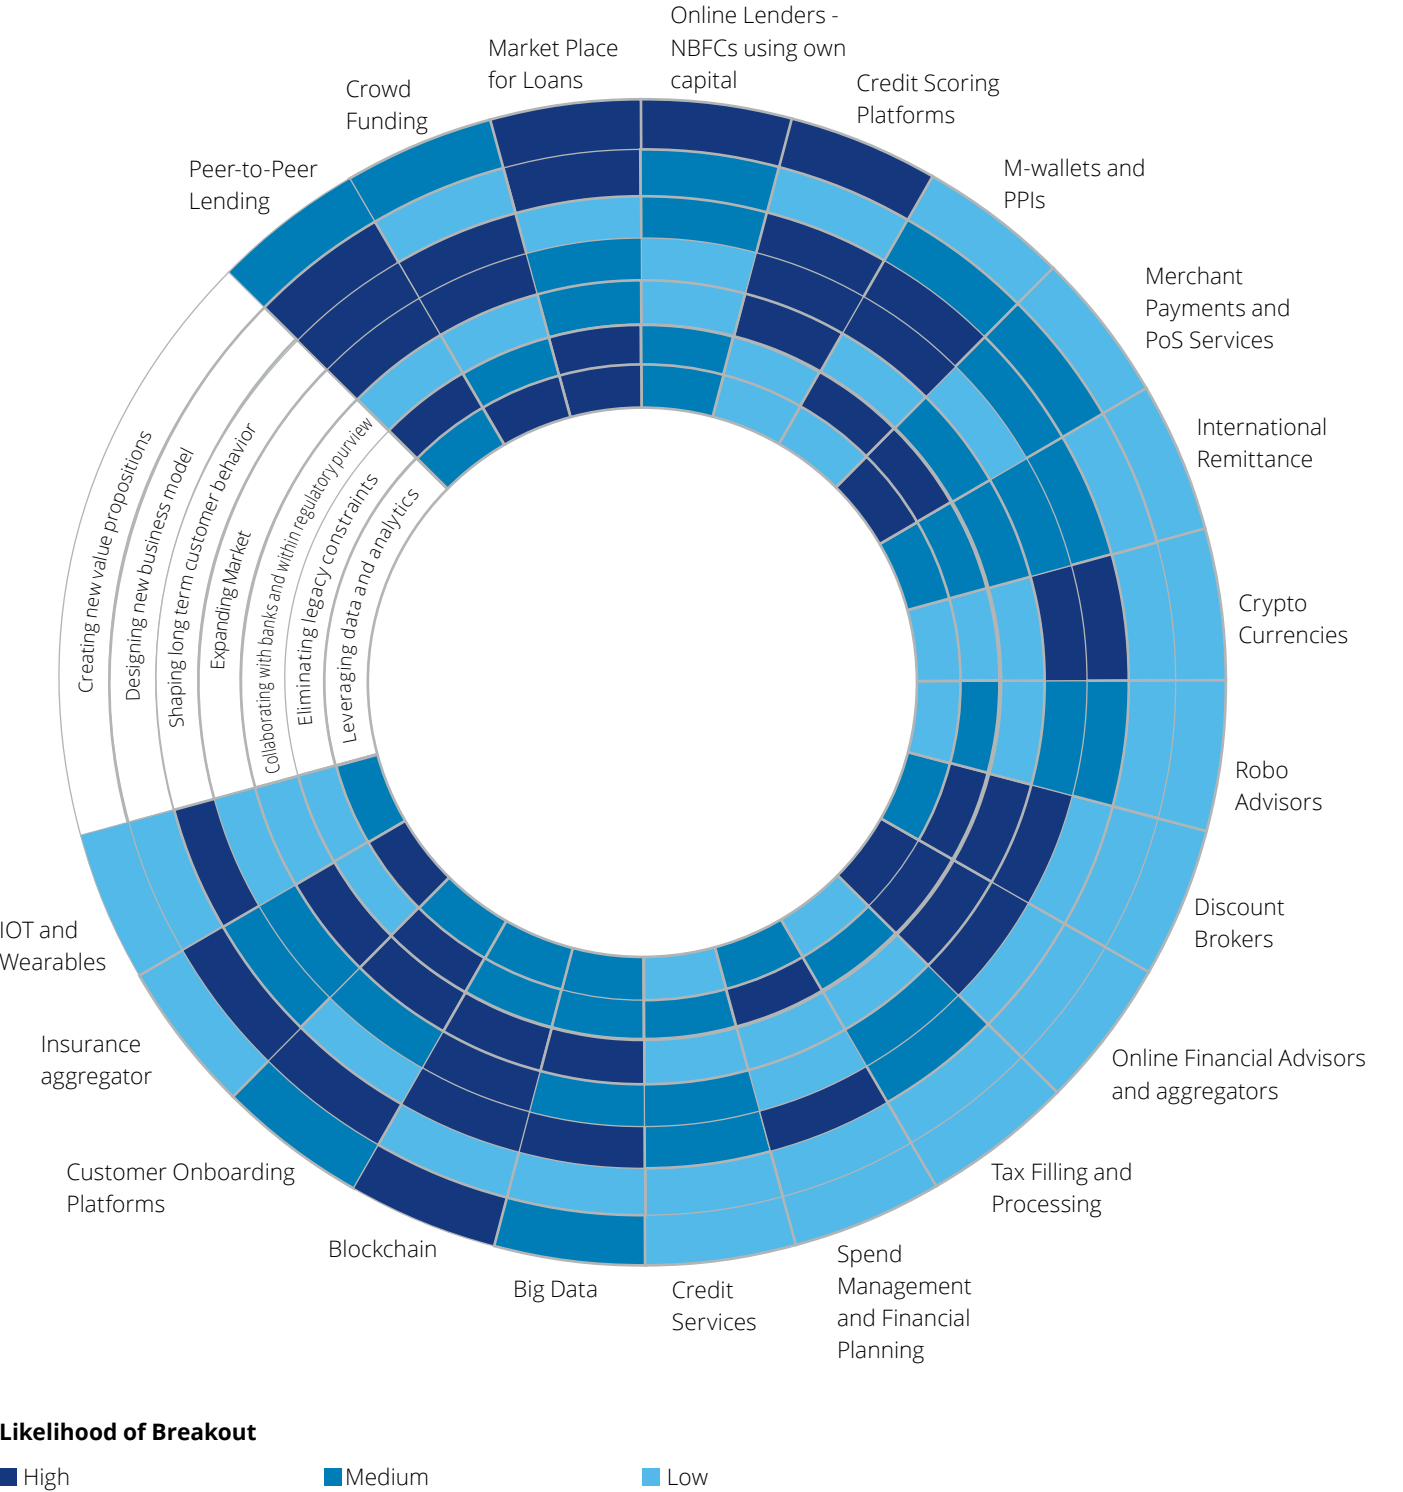 Online Lenders -
NBFCs using own
capital
Market Place
for Loans
Credit Scoring
Platforms
Crowd
Funding
Peer-to-Peer
Lending
M-wallets and
PPIs
Merchant
Payments and
PoS Services
International
Remittance
Crypto
Currencies
Robo
Advisors
Discount
Brokers
Online Financial Advisors
and aggregators
Tax Filling and
Processing
Spend
Management
and Financial
Planning
Credit
Services
Big Data
Blockchain
Customer Onboarding
Platforms
Insurance
aggregator
IOT and
Wearables
Creating new value propositions
Designing new business model
Shaping long term customer behavior
Expanding Market
Collaborating with banks and within regulatory purview
Eliminating legacy constraints
Leveraging data and analytics
Likelihood of Breakout
High
Medium
Low